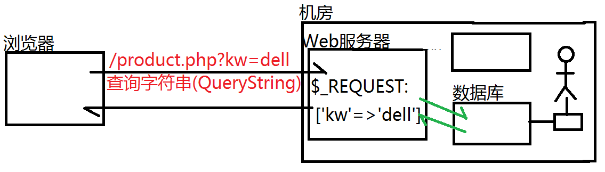 机房
浏览器
Web服务器
/product.php?kw=dell
查询字符串(QueryString)
$_REQUEST:
['kw'=>'dell']
数据库